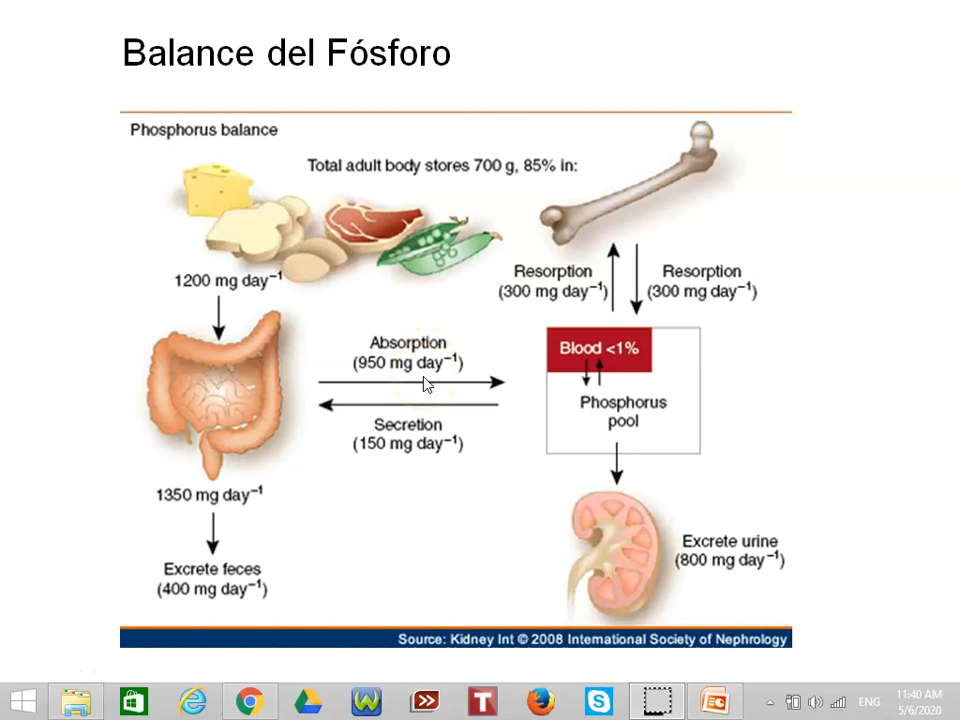 Balance del Fósforo
Phosphorus balance
Total adult body stores 700 g, 85% in:
1200 mg day⁻¹
Resorption
(300 mg day⁻¹)
Resorption
(300 mg day⁻¹)
Absorption
(950 mg day⁻¹)
Blood <1%
Phosphorus
pool
Secretion
(150 mg day⁻¹)
1350 mg day⁻¹
Excrete feces
(400 mg day⁻¹)
Excrete urine
(800 mg day⁻¹)
Source: Kidney Int © 2008 International Society of Nephrology
ENG
11:40 AM
5/6/2020